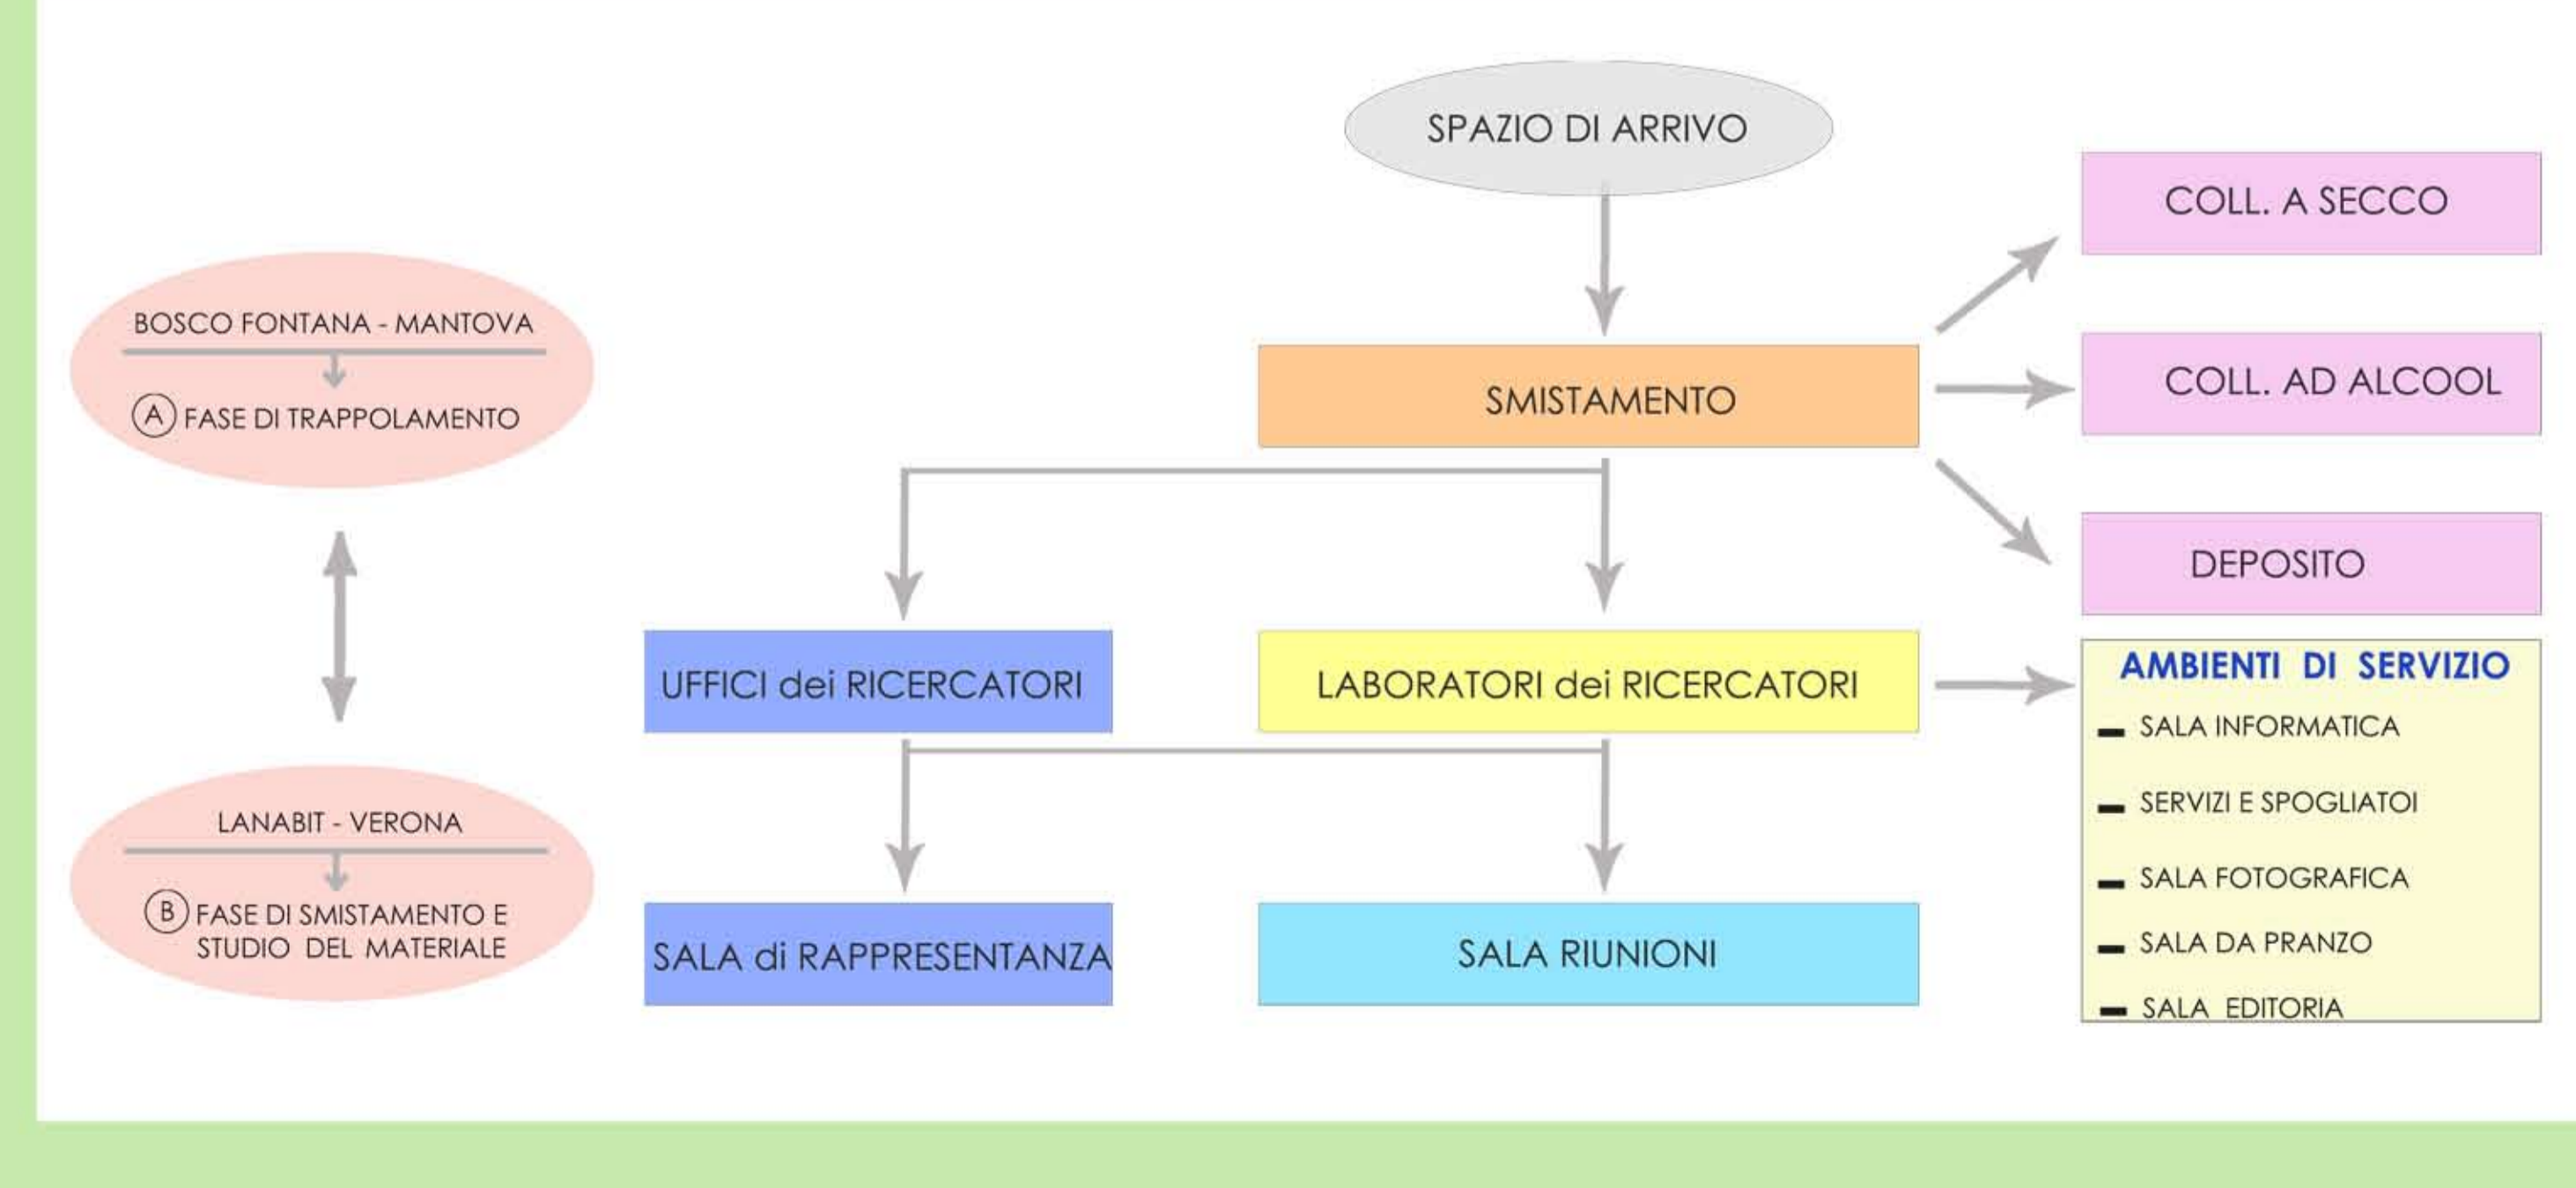 SPAZIO DI ARRIVO
COLL. A SECCO
BOSCO FONTANA - MANTOVA
A FASE DI TRAPPOLAMENTO
SMISTAMENTO
COLL. AD ALCOOL
DEPOSITO
UFFICI dei RICERCATORI
LABORATORI dei RICERCATORI
AMBIENTI DI SERVIZIO
- SALA INFORMATICA
- SERVIZI E SPOGLIATOI
- SALA FOTOGRAFICA
- SALA DA PRANZO
- SALA EDITORIA
LANABIT - VERONA
B FASE DI SMISTAMENTO E
STUDIO DEL MATERIALE
SALA di RAPPRESENTANZA
SALA RIUNIONI